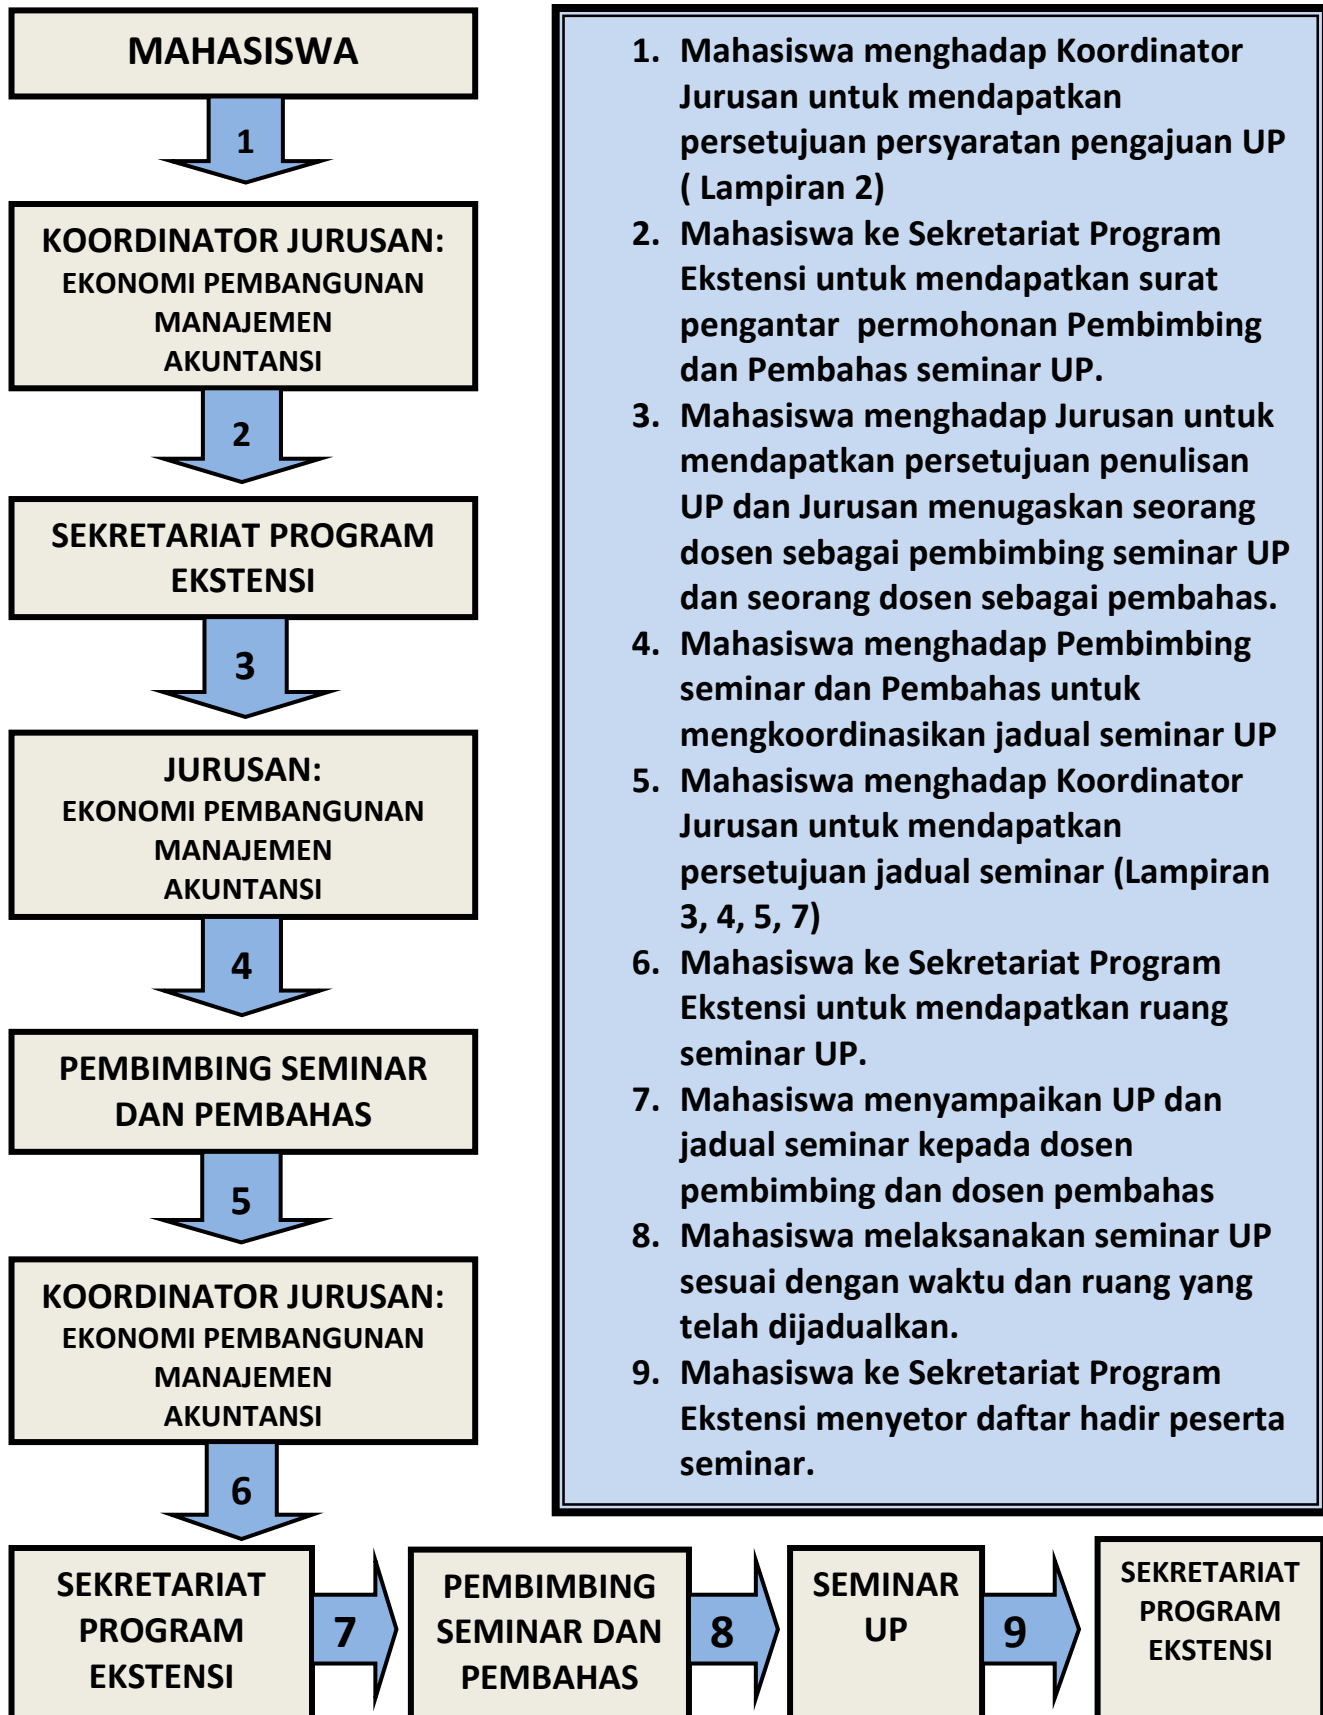 MAHASISWA
1
KOORDINATOR JURUSAN:
EKONOMI PEMBANGUNAN
MANAJEMEN
AKUNTANSI
2
SEKRETARIAT PROGRAM
EKSTENSI
3
JURUSAN:
EKONOMI PEMBANGUNAN
MANAJEMEN
AKUNTANSI
4
PEMBIMBING SEMINAR
DAN PEMBAHAS
5
KOORDINATOR JURUSAN:
EKONOMI PEMBANGUNAN
MANAJEMEN
AKUNTANSI
6
SEKRETARIAT
PROGRAM
EKSTENSI
7
PEMBIMBING
SEMINAR DAN
PEMBAHAS
8
SEMINAR
UP
9
SEKRETARIAT
PROGRAM
EKSTENSI
1. Mahasiswa menghadap Koordinator
Jurusan untuk mendapatkan
persetujuan persyaratan pengajuan UP
( Lampiran 2)
2. Mahasiswa ke Sekretariat Program
Ekstensi untuk mendapatkan surat
pengantar permohonan Pembimbing
dan Pembahas seminar UP.
3. Mahasiswa menghadap Jurusan untuk
mendapatkan persetujuan penulisan
UP dan Jurusan menugaskan seorang
dosen sebagai pembimbing seminar UP
dan seorang dosen sebagai pembahas.
4. Mahasiswa menghadap Pembimbing
seminar dan Pembahas untuk
mengkoordinasikan jadual seminar UP
5. Mahasiswa menghadap Koordinator
Jurusan untuk mendapatkan
persetujuan jadual seminar (Lampiran
3, 4, 5, 7)
6. Mahasiswa ke Sekretariat Program
Ekstensi untuk mendapatkan ruang
seminar UP.
7. Mahasiswa menyampaikan UP dan
jadual seminar kepada dosen
pembimbing dan dosen pembahas
8. Mahasiswa melaksanakan seminar UP
sesuai dengan waktu dan ruang yang
telah dijadualkan.
9. Mahasiswa ke Sekretariat Program
Ekstensi menyetor daftar hadir peserta
seminar.